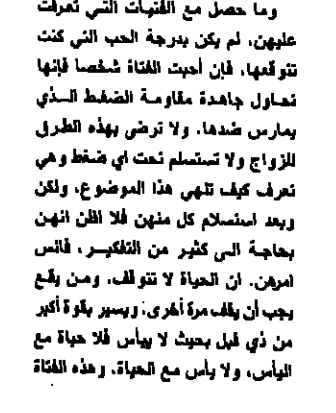 وما حصل مع الفتيات التي تعرفت
عليهن، لم يكن بدرجة الحب التي كنت
تتوقعها، فإن أحبت الفتاة شخصا فإنها
تحاول جاهدة مقاومة الضغط الذي
يمارس ضدها. ولا ترضى بهذه الطرق
للزواج ولا تستسلم تحت اي ضغط وهي
تعرف كيف تنهي هذا الموضوع، ولكن
وبعد استسلام كل منهن فلا اظن انهن
بحاجة الى كثير من التفكير، فانس
امرهن. ان الحياة لا تتوقف، ومن يقع
يجب أن يقف مرة أخرى، ويسير بقوة أكبر
من ذي قبل بحيث لا ييأس فلا حياة مع
اليأس، ولا يأس مع الحياة، وهذه الفتاة